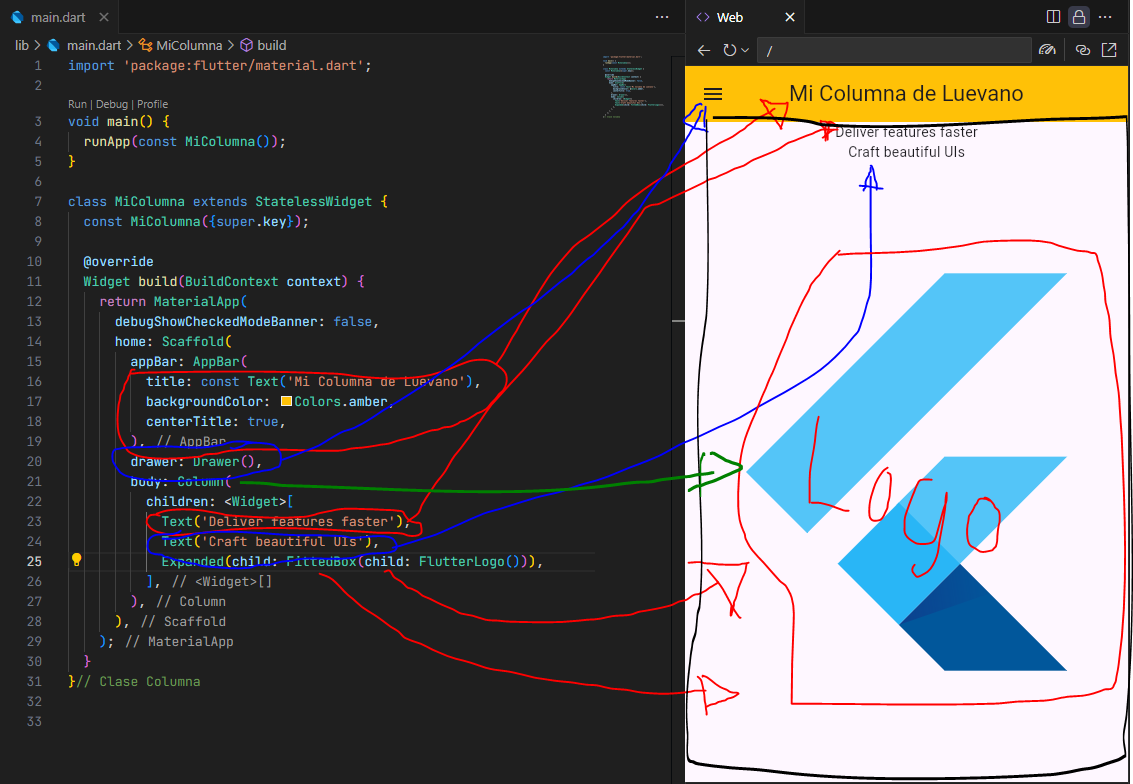 main.dart
lib > main.dart > MiColumna > build
1 import 'package:flutter/material.dart';
2
Run | Debug | Profile
3 void main() {
4 runApp(const MiColumna());
5 }
6
7 class MiColumna extends StatelessWidget {
8 const MiColumna({super.key});
9
10 @override
11 Widget build(BuildContext context) {
12 return MaterialApp(
13 debugShowCheckedModeBanner: false,
14 home: Scaffold(
15 appBar: AppBar(
16 title: const Text('Mi Columna de Luevano'),
17 backgroundColor: Colors.amber,
18 centerTitle: true,
19 ), // AppBar
20 drawer: Drawer(),
21 body: Column(
22 children: <Widget>[
23 Text('Deliver features faster'),
24 Text('Craft beautiful UIs'),
25 Expanded(child: FittedBox(child: FlutterLogo())),
26 ], // <Widget>[]
27 ), // Column
28 ), // Scaffold
29 ); // MaterialApp
30 }
31 }// Clase Columna
32
33
Web
/
Mi Columna de Luevano
Deliver features faster
Craft beautiful UIs
Logo